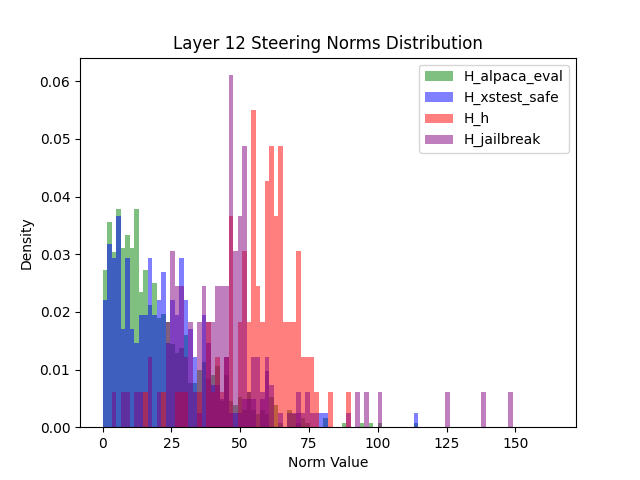 Layer 12 Steering Norms Distribution
H_alpaca_eval
H_xstest_safe
H_h
H_jailbreak
Density
0.06
0.05
0.04
0.03
0.02
0.01
0.00
0 25 50 75 100 125 150
Norm Value